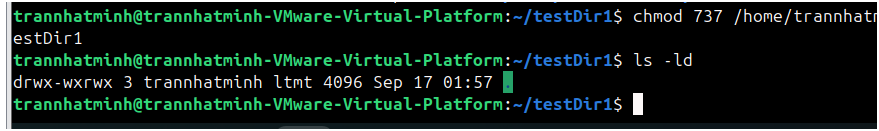 trannhatminh@trannhatminh-VMware-Virtual-Platform:~/testDir1$ chmod 737 /home/trannhatm
estDir1
trannhatminh@trannhatminh-VMware-Virtual-Platform:~/testDir1$ ls -ld
drwx-wxrwx 3 trannhatminh ltmt 4096 Sep 17 01:57 .
trannhatminh@trannhatminh-VMware-Virtual-Platform:~/testDir1$